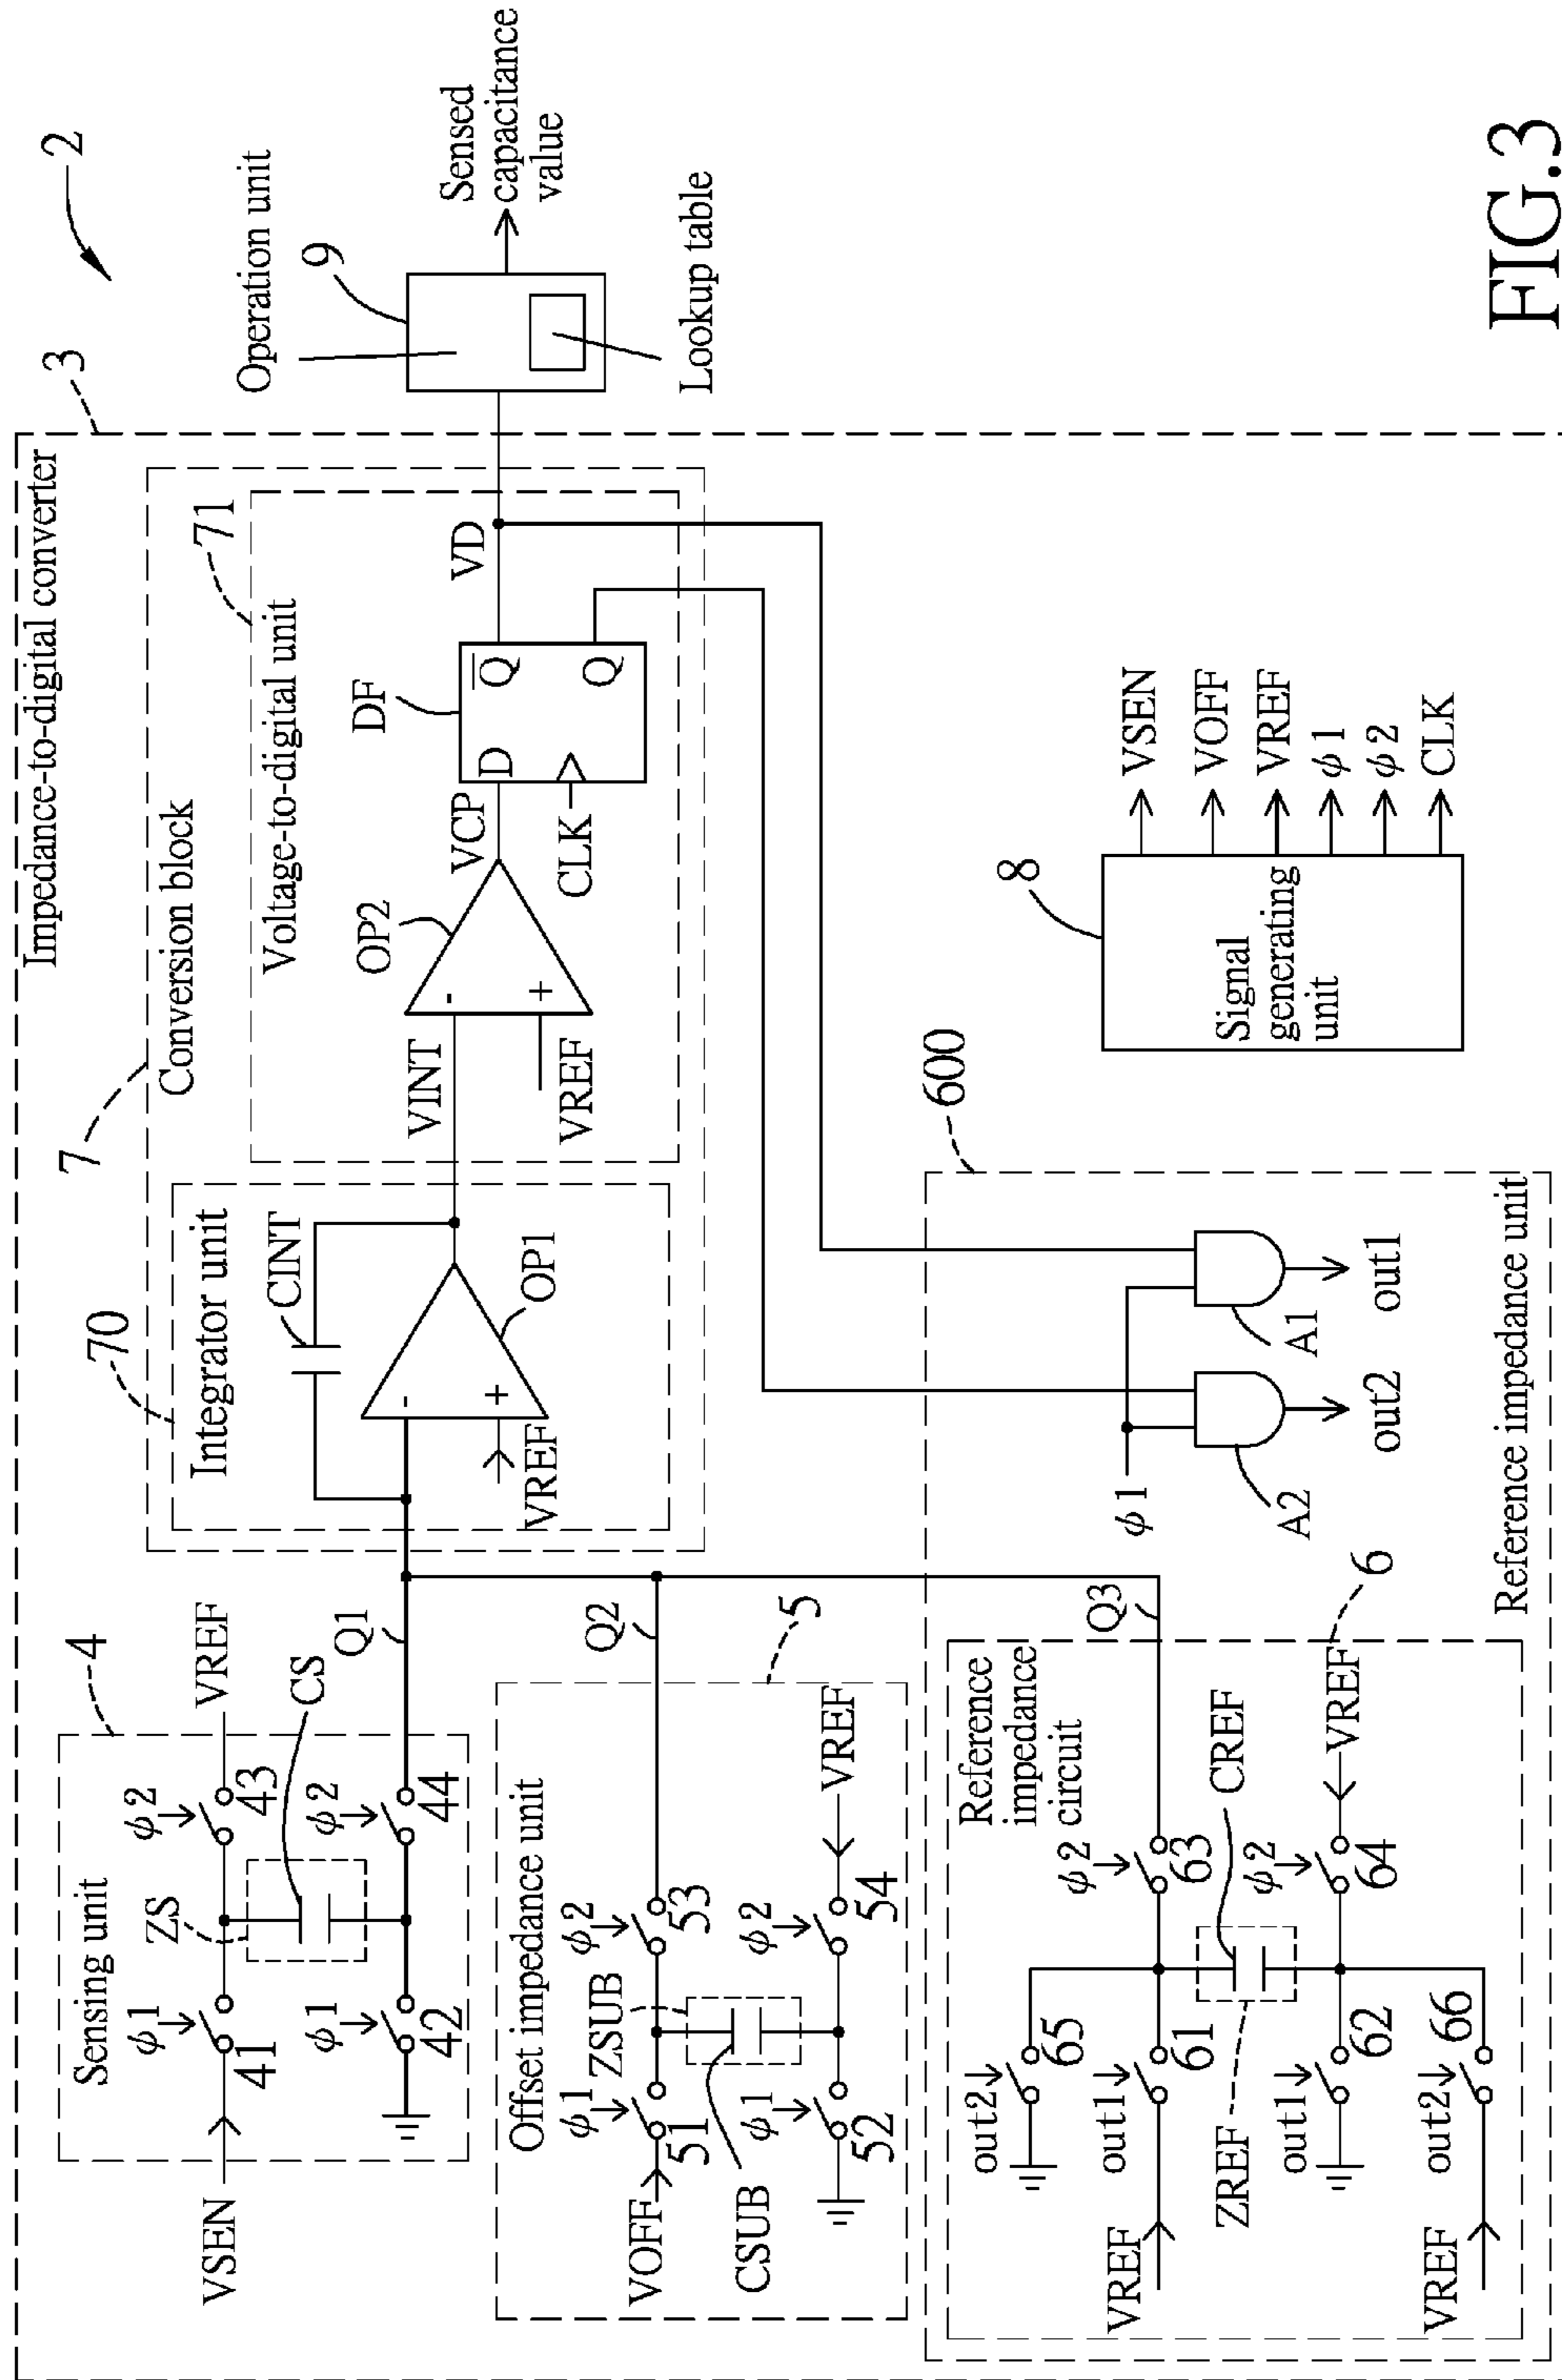 2
3
Impedance-to-digital converter
7
Conversion block
70
Integrator unit
CINT
OP1
-
+
VREF
71
Voltage-to-digital unit
VINT
OP2
-
+
VREF
VCP
DF
D
Q
Q
CLK
VD
Operation unit
9
Sensed
capacitance
value
Lookup table
4
Sensing unit
VSEN
ϕ1
41
ϕ1
42
ZS
CS
ϕ2
43
ϕ2
44
VREF
Q1
5
Offset impedance unit
VOFF
ϕ1
51
ϕ1
52
ZSUB
CSUB
ϕ2
53
ϕ2
54
VREF
Q2
600
Reference impedance unit
6
Reference
impedance
circuit
out2
65
out1
61
VREF
out1
62
out2
66
VREF
ZREF
CREF
ϕ2
63
ϕ2
64
VREF
Q3
ϕ1
A2
out2
A1
out1
8
Signal
generating
unit
VSEN
VOFF
VREF
ϕ1
ϕ2
CLK
FIG.3